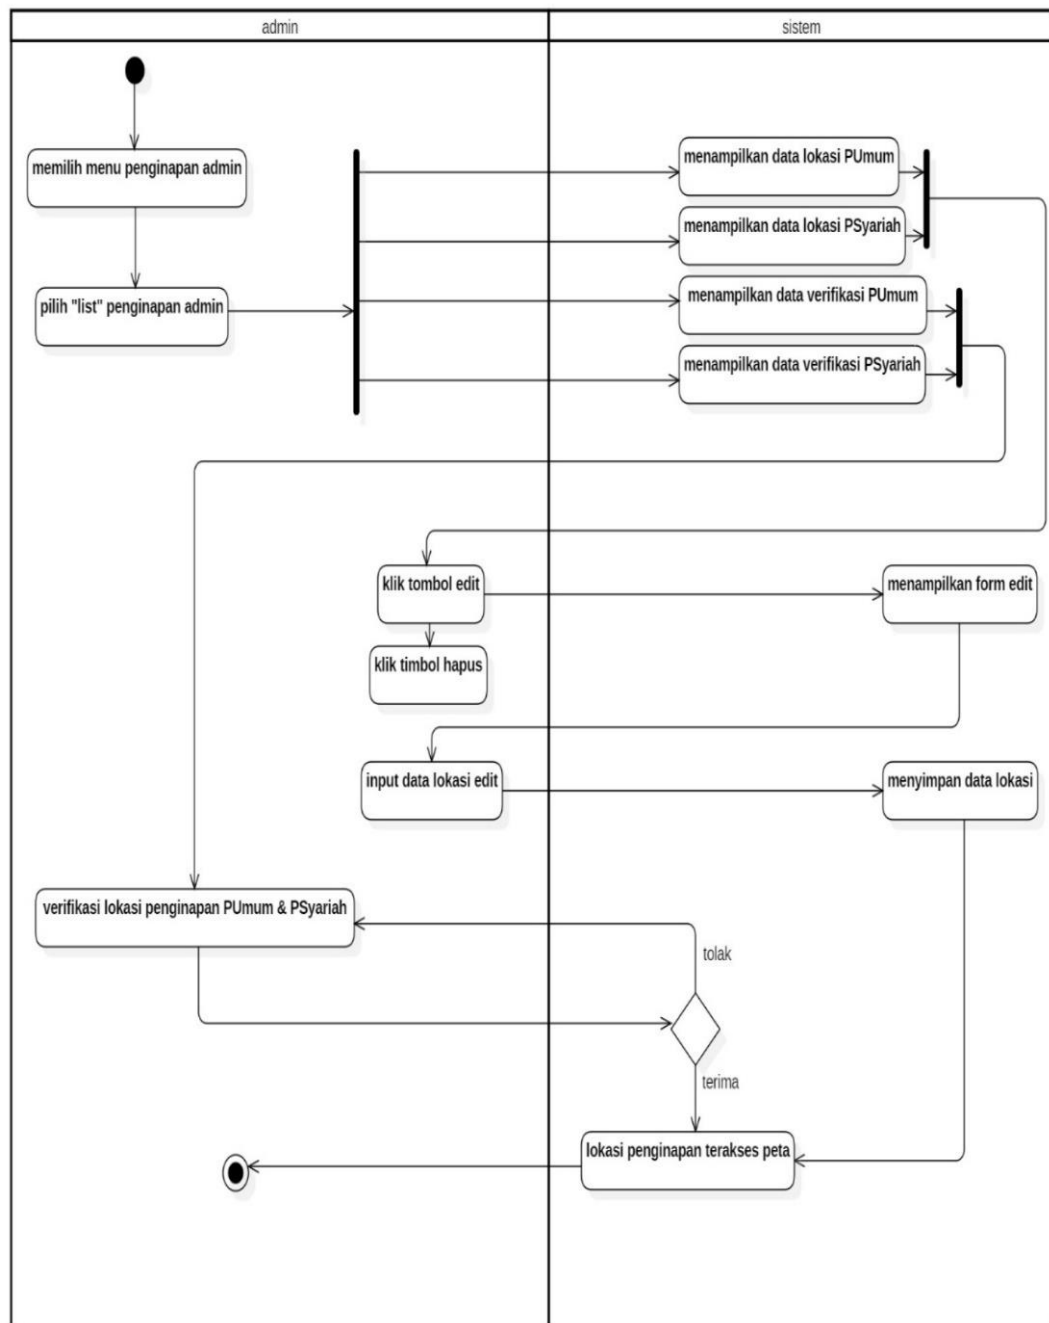 admin
sistem
memilih menu penginapan admin
pilih "list" penginapan admin
menampilkan data lokasi PUmum
menampilkan data lokasi PSyariah
menampilkan data verifikasi PUmum
menampilkan data verifikasi PSyariah
klik tombol edit
menampilkan form edit
klik timbol hapus
input data lokasi edit
menyimpan data lokasi
verifikasi lokasi penginapan PUmum & PSyariah
tolak
terima
lokasi penginapan terakses peta